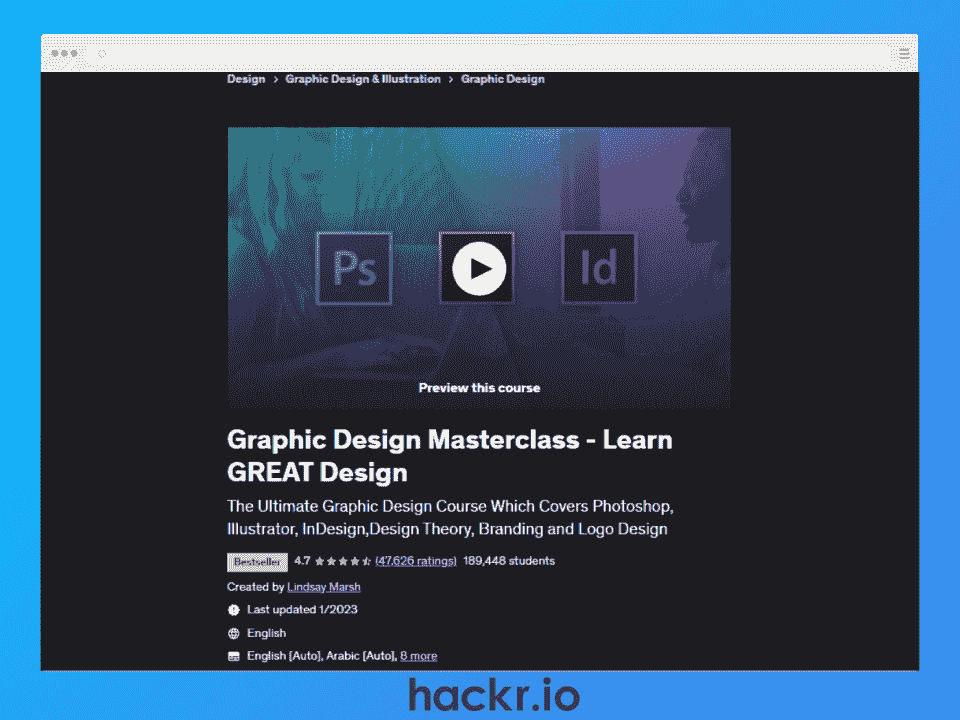 Design > Graphic Design & Illustration > Graphic Design
Ps
Id
Preview this course
Graphic Design Masterclass - Learn
GREAT Design
The Ultimate Graphic Design Course Which Covers Photoshop,
Illustrator, InDesign,Design Theory, Branding and Logo Design
Bestseller 4.7 (47,626 ratings) 189,448 students
Created by Lindsay Marsh
Last updated 1/2023
English
English [Auto], Arabic [Auto], 8 more
hackr.io